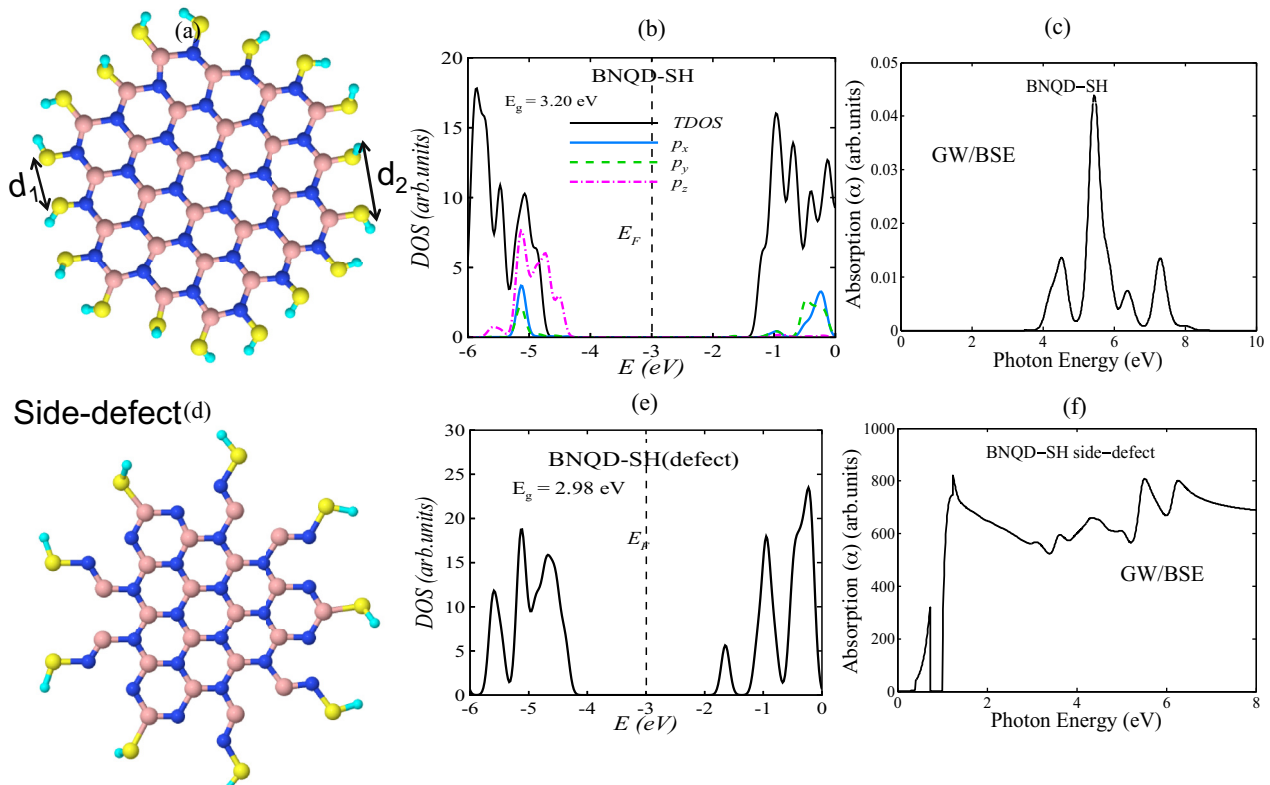 (a)
d1
d2
(b)
20
15
10
5
0
DOS (arb.units)
BNQD-SH
Eg = 3.20 eV
TDOS
px
py
pz
EF
-6 -5 -4 -3 -2 -1 0
E (eV)
(c)
0.05
0.04
0.03
0.02
0.01
0
Absorption (α) (arb.units)
BNQD−SH
GW/BSE
0 2 4 6 8 10
Photon Energy (eV)
Side-defect (d)
(e)
30
25
20
15
10
5
0
DOS (arb.units)
BNQD-SH(defect)
Eg = 2.98 eV
EF
-6 -5 -4 -3 -2 -1 0
E (eV)
(f)
1000
800
600
400
200
0
Absorption (α) (arb.units)
BNQD−SH side−defect
GW/BSE
0 2 4 6 8
Photon Energy (eV)